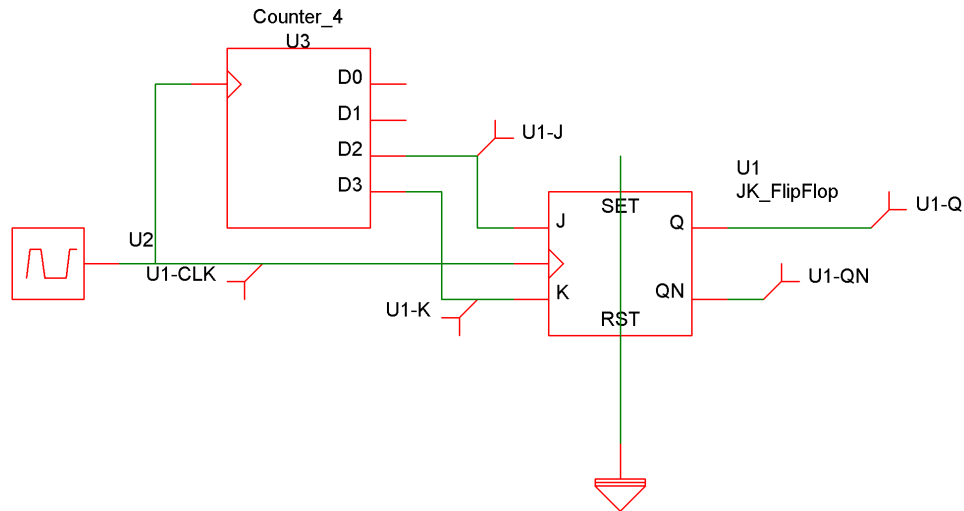 Counter_4
U3
D0
D1
D2
D3
U1-J
U1
JK_FlipFlop
SET
J
Q
U1-Q
U2
U1-CLK
U1-K
K
QN
U1-QN
RST